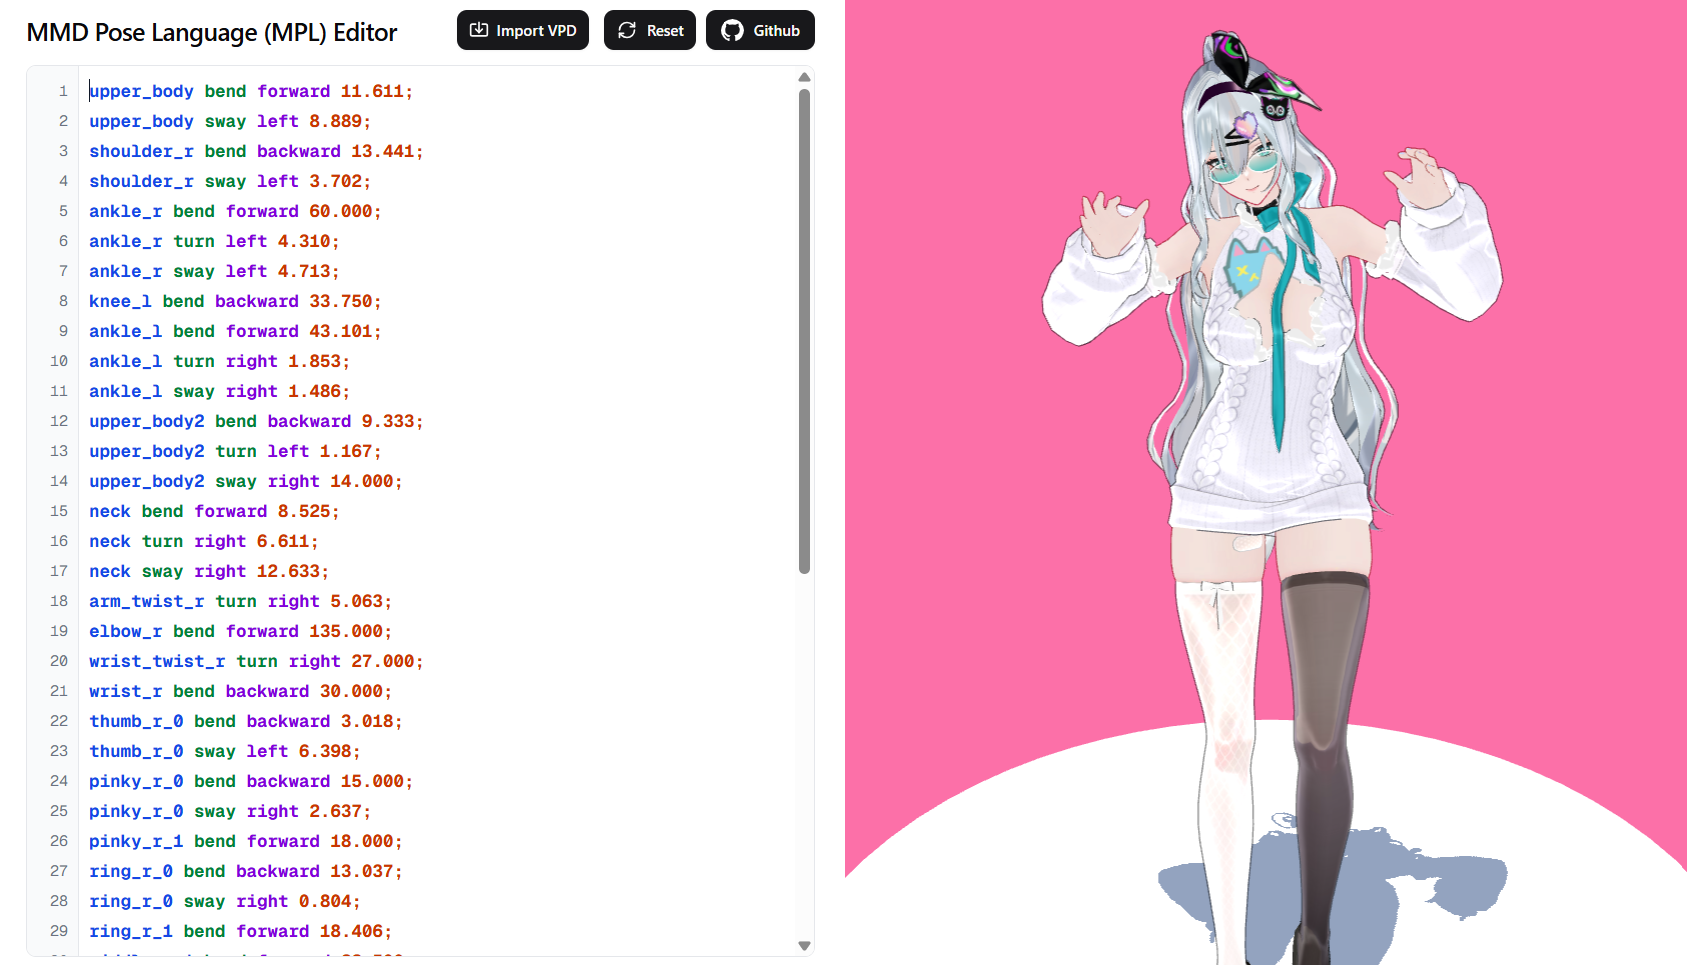 MMD Pose Language (MPL) Editor
Import VPD
Reset
Github
1 upper_body bend forward 11.611;
2 upper_body sway left 8.889;
3 shoulder_r bend backward 13.441;
4 shoulder_r sway left 3.702;
5 ankle_r bend forward 60.000;
6 ankle_r turn left 4.310;
7 ankle_r sway left 4.713;
8 knee_l bend backward 33.750;
9 ankle_l bend forward 43.101;
10 ankle_l turn right 1.853;
11 ankle_l sway right 1.486;
12 upper_body2 bend backward 9.333;
13 upper_body2 turn left 1.167;
14 upper_body2 sway right 14.000;
15 neck bend forward 8.525;
16 neck turn right 6.611;
17 neck sway right 12.633;
18 arm_twist_r turn right 5.063;
19 elbow_r bend forward 135.000;
20 wrist_twist_r turn right 27.000;
21 wrist_r bend backward 30.000;
22 thumb_r_0 bend backward 3.018;
23 thumb_r_0 sway left 6.398;
24 pinky_r_0 bend backward 15.000;
25 pinky_r_0 sway right 2.637;
26 pinky_r_1 bend forward 18.000;
27 ring_r_0 bend backward 13.037;
28 ring_r_0 sway right 0.804;
29 ring_r_1 bend forward 18.406;